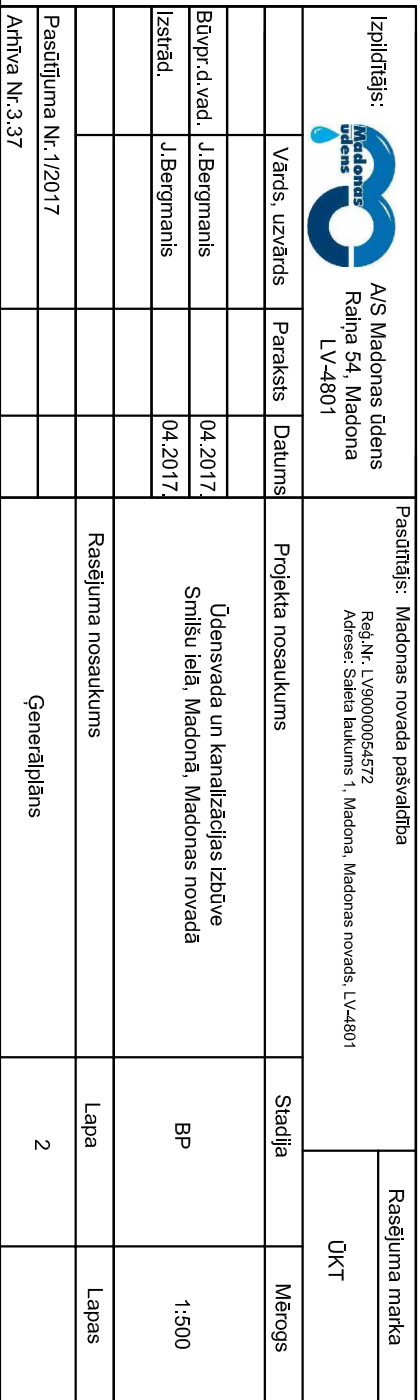 Izpildītājs:
Madonas
ūdens
A/S Madonas ūdens
Raiņa 54, Madona
LV-4801
Pasūtītājs: Madonas novada pašvaldība
Reģ.Nr. LV90000054572
Adrese: Saieta laukums 1, Madona, Madonas novads, LV-4801
Rasējuma marka
ŪKT
Vārds, uzvārds Paraksts Datums Projekta nosaukums Stadija Mērogs
Būvpr.d.vad. J.Bergmanis 04.2017.
Izstrād. J.Bergmanis 04.2017.
Ūdensvada un kanalizācijas izbūve
Smilšu ielā, Madonā, Madonas novadā
BP 1:500
Rasējuma nosaukums Lapa Lapas
Pasūtījuma Nr.1/2017
Arhīva Nr.3.37
Ģenerālplāns 2